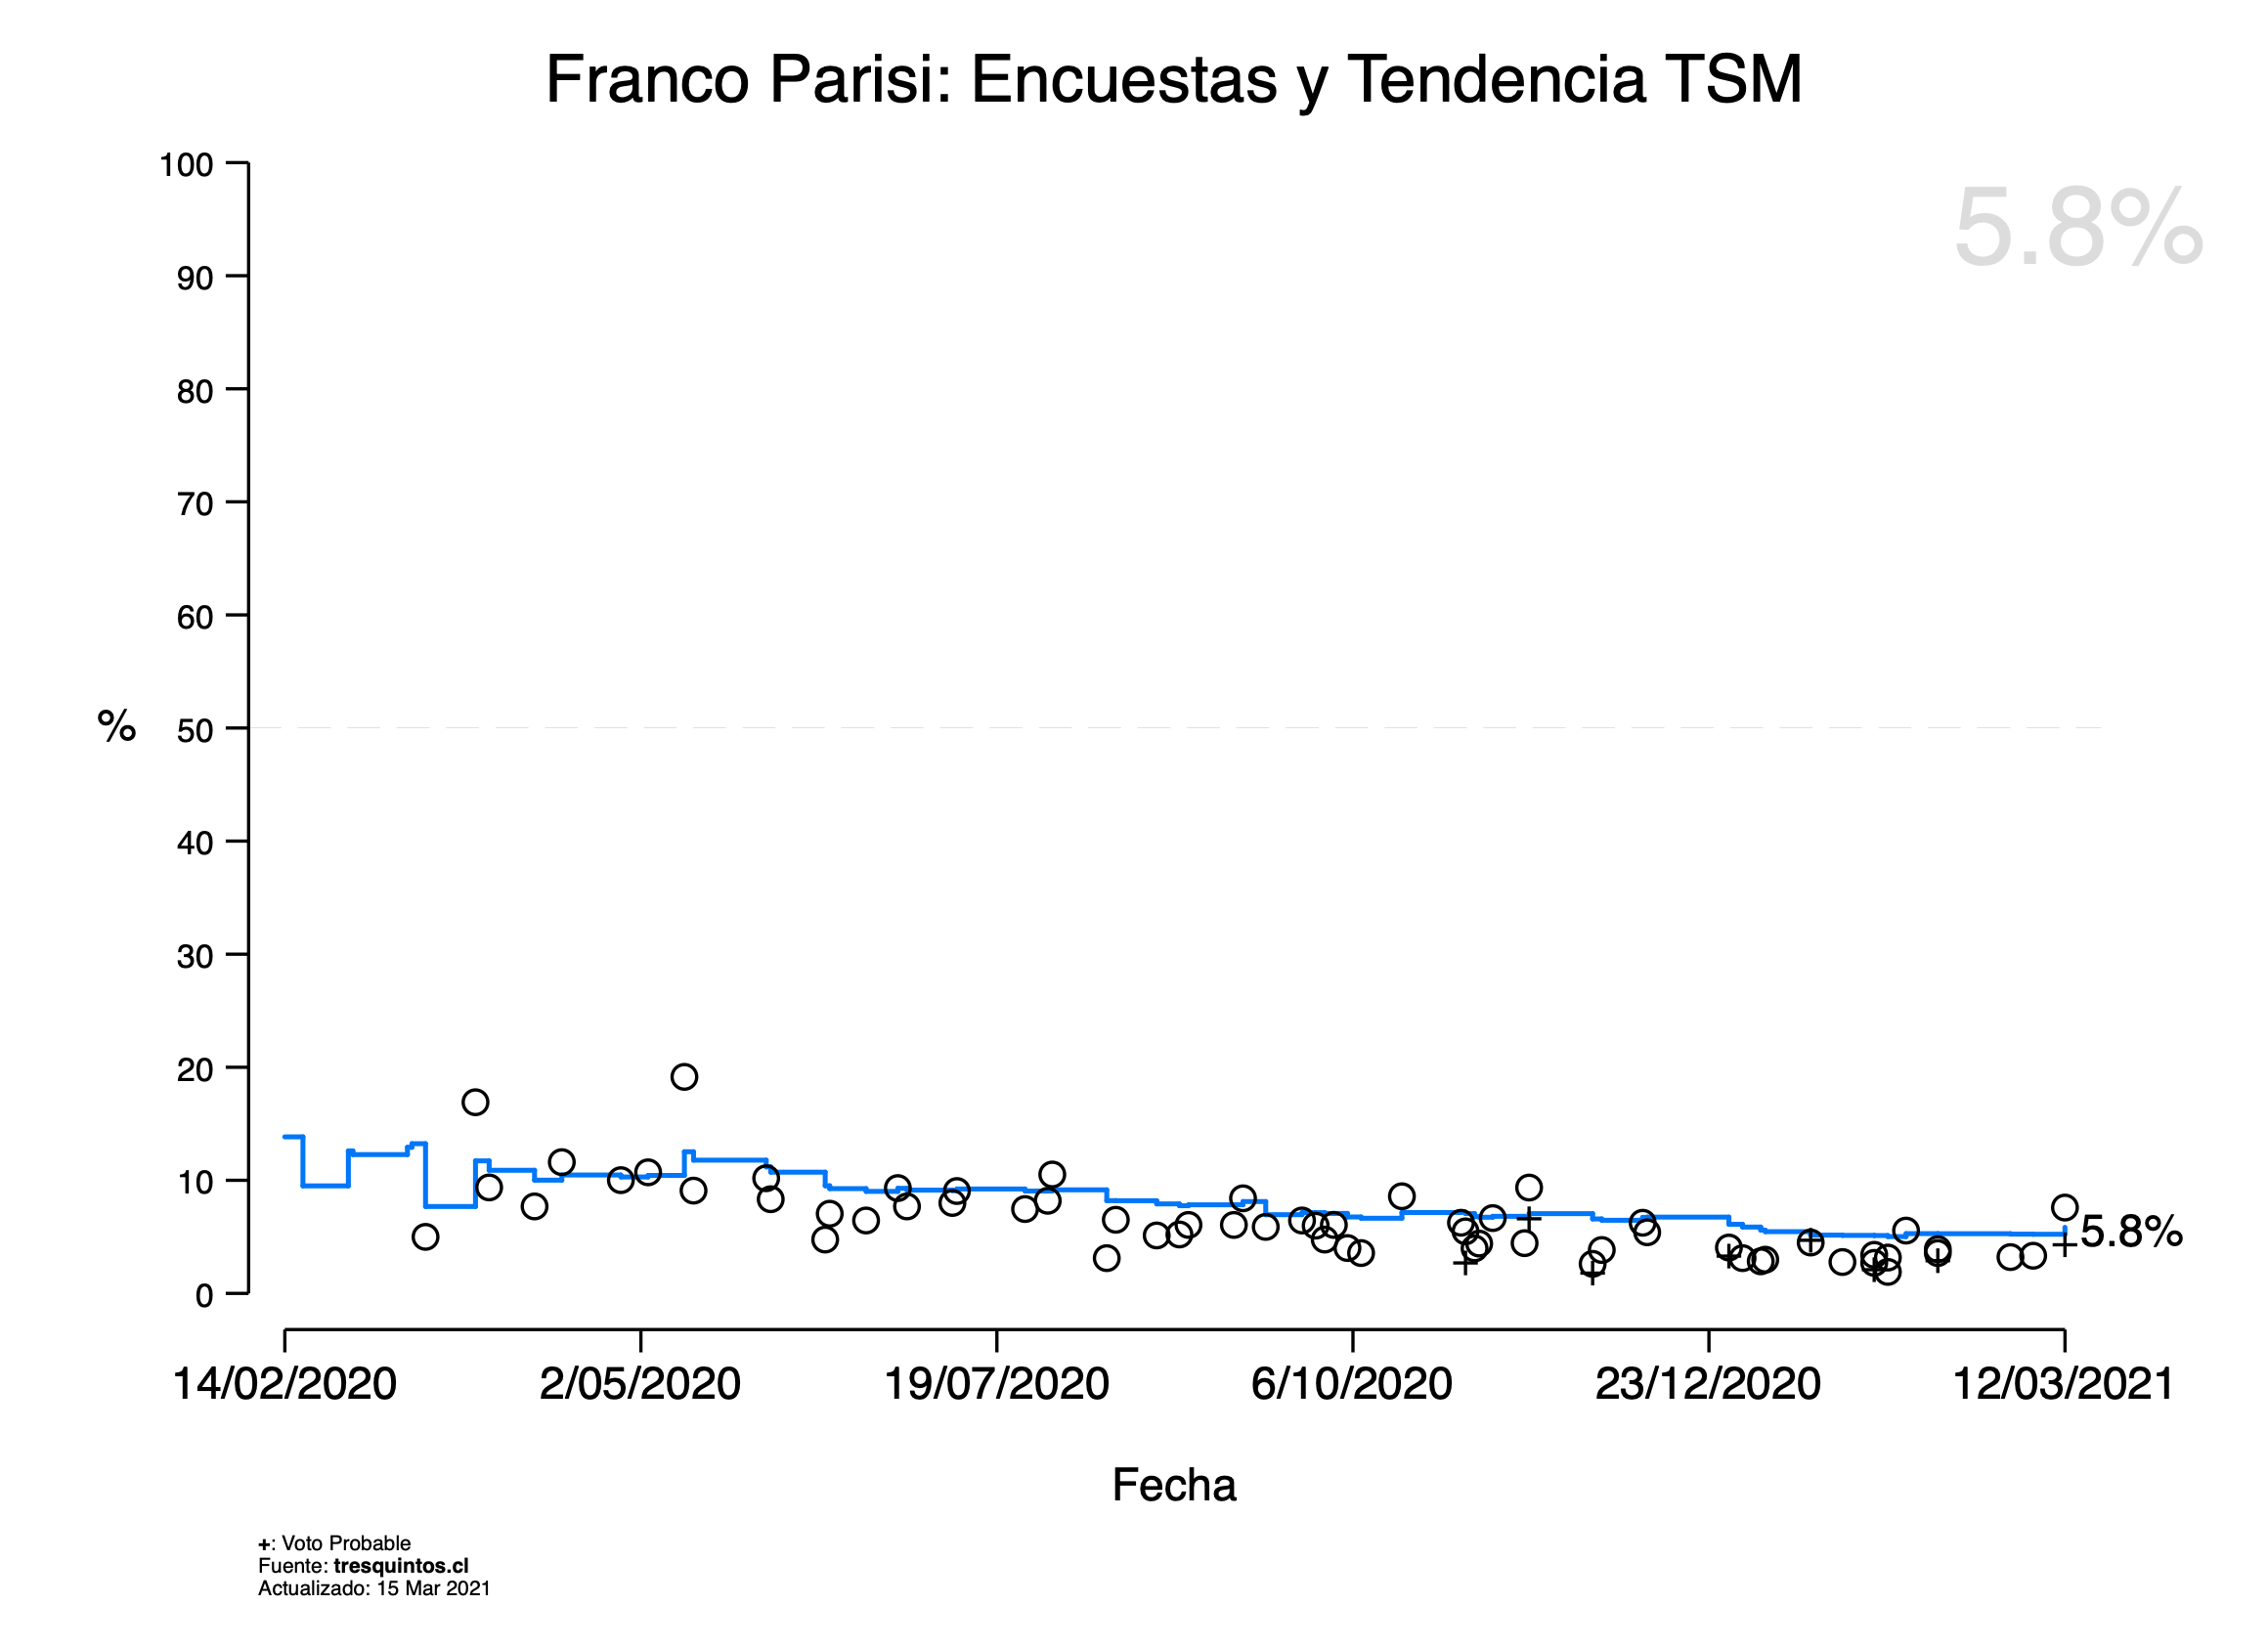 Franco Parisi: Encuestas y Tendencia TSM
5.8%
100
90
80
70
60
% 50
40
30
20
10
5.8%
0
14/02/2020 2/05/2020 19/07/2020 6/10/2020 23/12/2020 12/03/2021
Fecha
+: Voto Probable
Fuente: tresquintos.cl
Actualizado: 15 Mar 2021